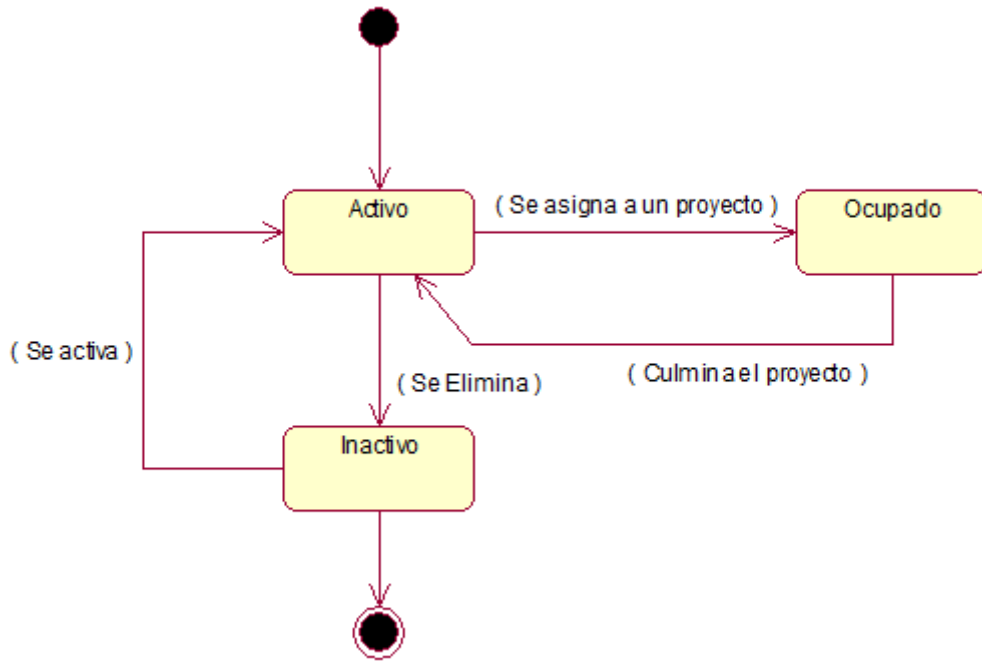 Activo
( Se asigna a un proyecto )
Ocupado
( Se activa )
( Se Elimina )
( Culmina el proyecto )
Inactivo